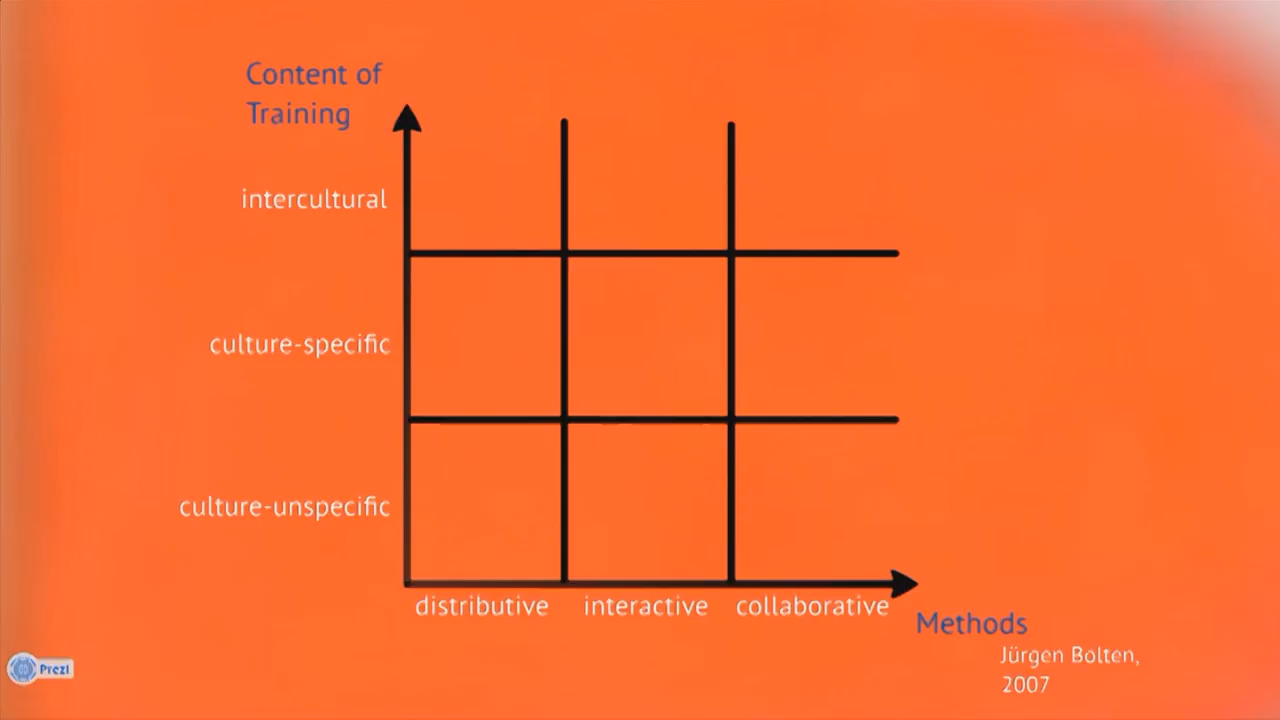 Content of
Training
intercultural
culture-specific
culture-unspecific
distributive interactive collaborative
Methods
Jürgen Bolten,
2007
Prezi